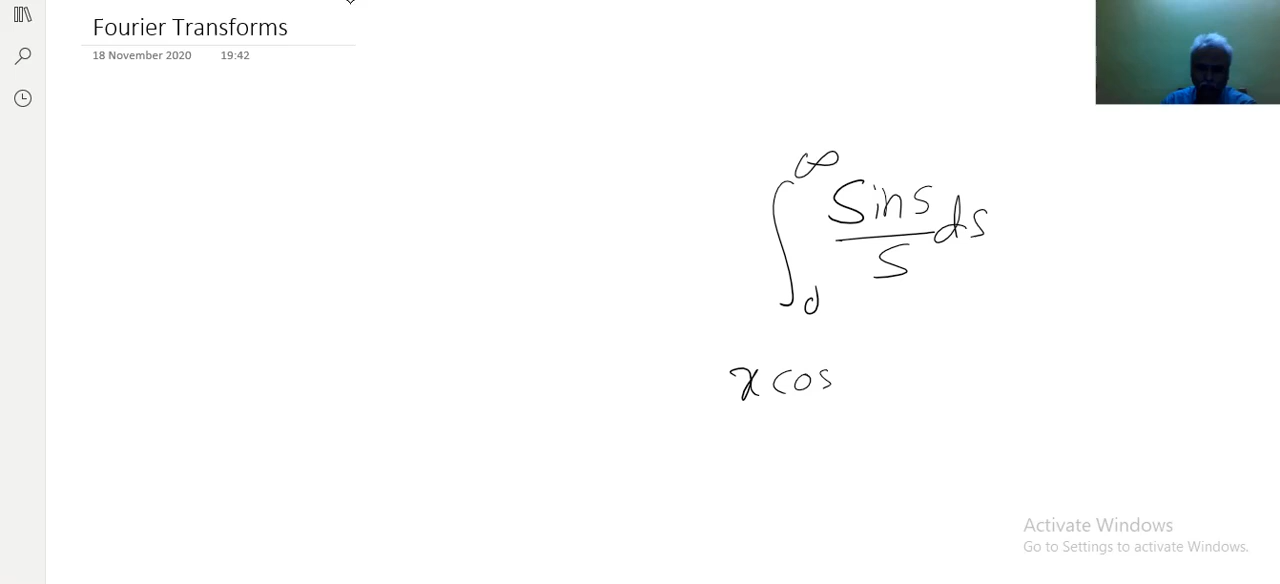 Fourier Transforms
18 November 2020 19:42
∫₀^∞ Sin s / s ds
x cos
Activate Windows
Go to Settings to activate Windows.